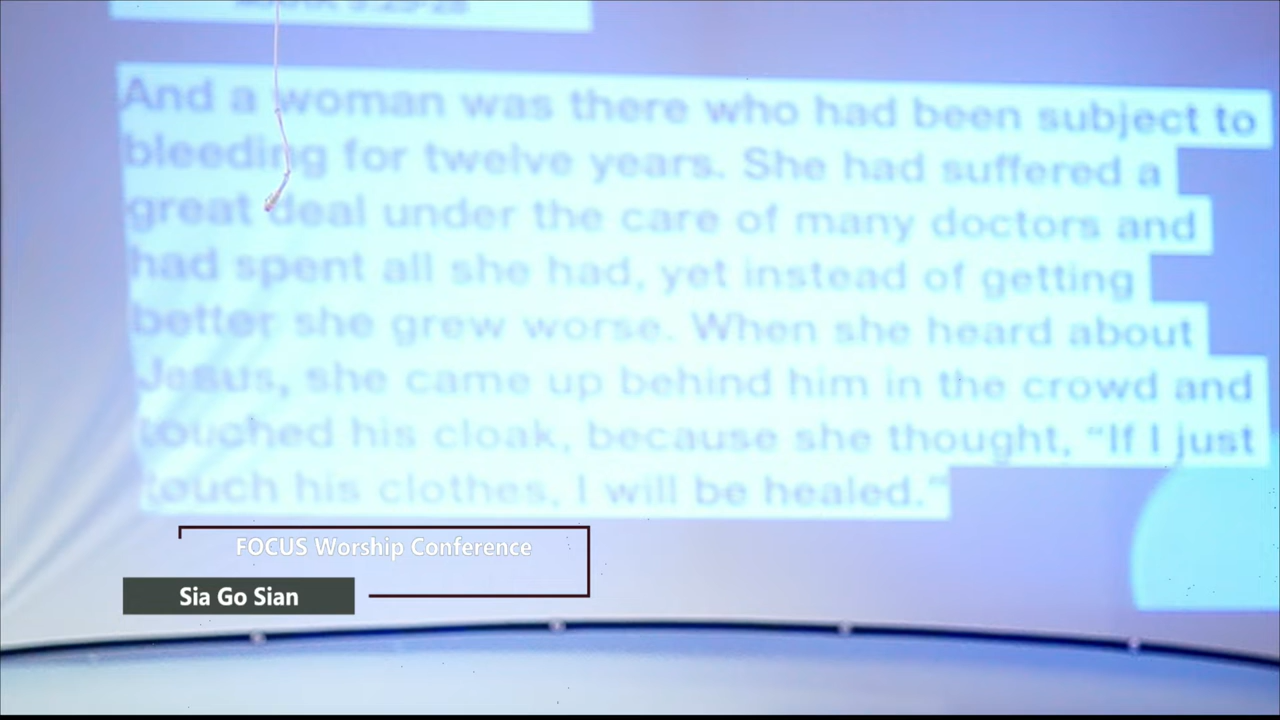 And a woman was there who had been subject to
bleeding for twelve years. She had suffered a
great deal under the care of many doctors and
had spent all she had, yet instead of getting
better she grew worse. When she heard about
Jesus, she came up behind him in the crowd and
touched his cloak, because she thought, “If I just
touch his clothes, I will be healed.”
FOCUS Worship Conference
Sia Go Sian